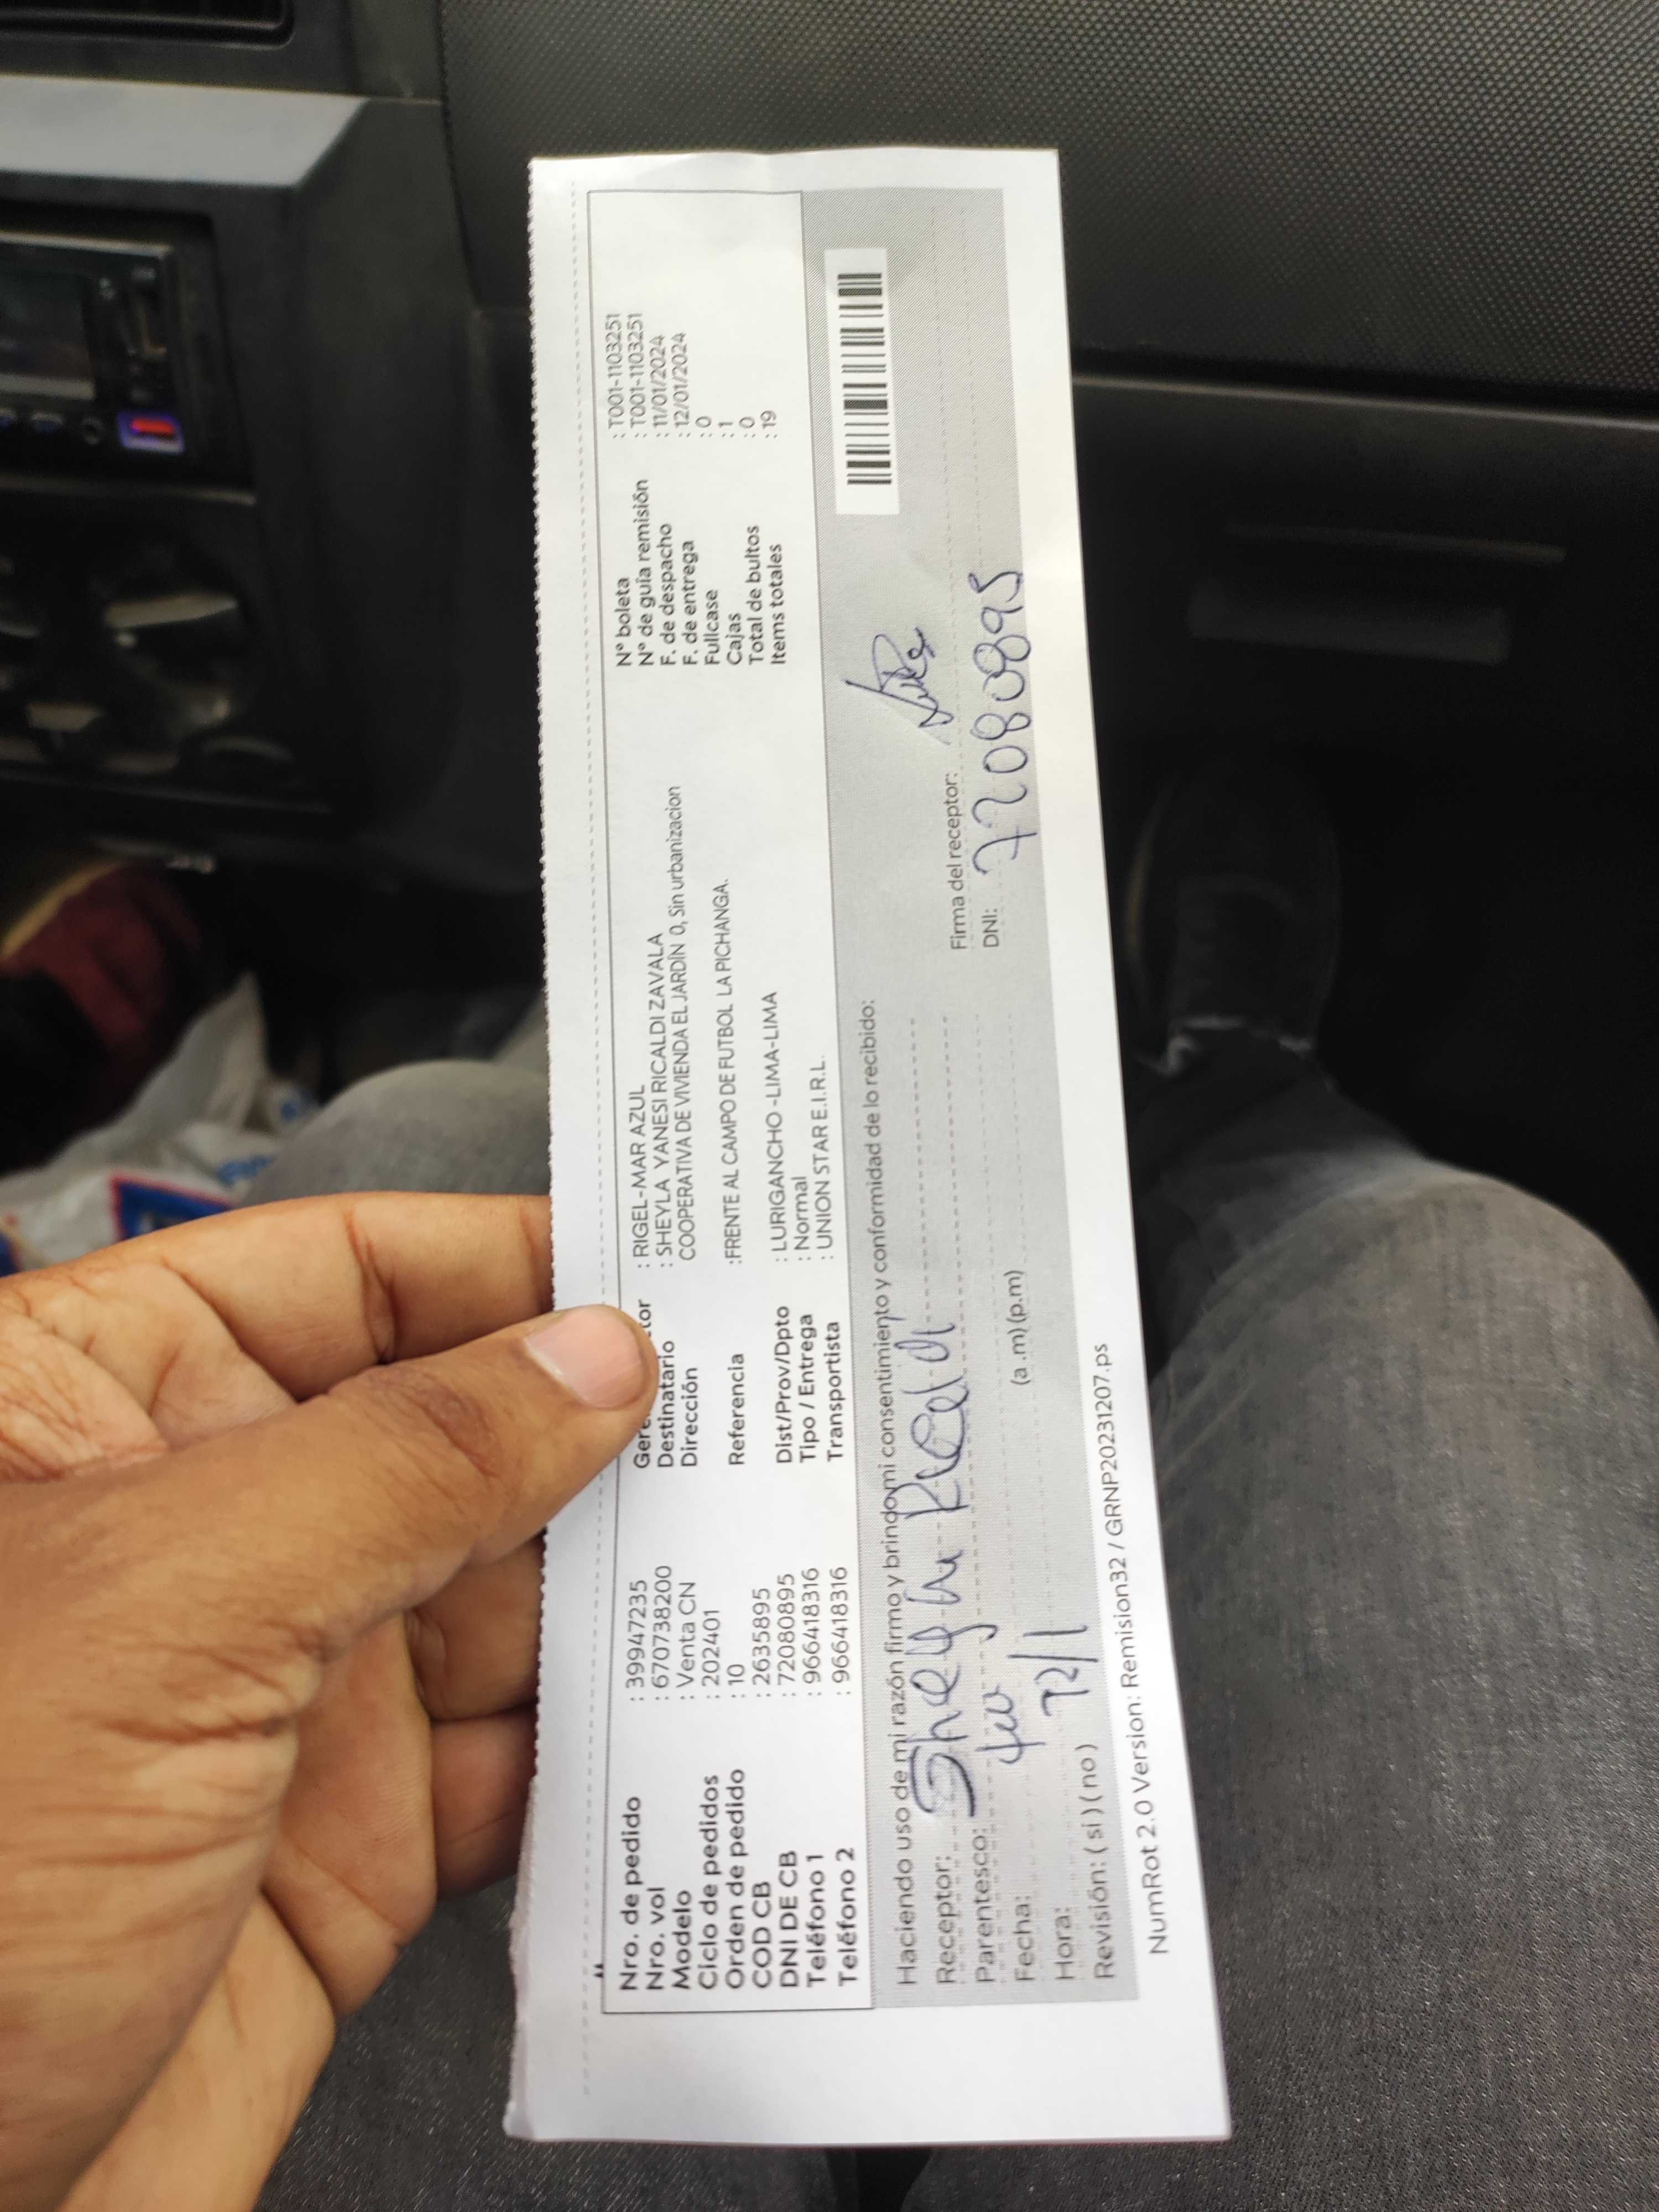 Nro. de pedido : 39947235
Nro. vol : 670738200
Modelo : Venta CN
Ciclo de pedidos : 202401
Orden de pedido : 10
COD CB : 2635895
DNI DE CB : 72080895
Teléfono 1 : 966418316
Teléfono 2 : 966418316
: RIGEL-MAR AZUL
Destinatario : SHEYLA YANESI RICALDI ZAVALA
Dirección COOPERATIVA DE VIVIENDA EL JARDÍN 0, Sin urbanizacion
Referencia :FRENTE AL CAMPO DE FUTBOL LA PICHANGA.
Dist/Prov/Dpto : LURIGANCHO -LIMA-LIMA
Tipo / Entrega : Normal
Transportista : UNION STAR E.I.R.L.
N° boleta : T001-1103251
N° de guía remisión : T001-1103251
F. de despacho : 11/01/2024
F. de entrega : 12/01/2024
Fullcase : 0
Cajas : 1
Total de bultos : 0
Items totales : 19
Haciendo uso de mi razón firmo y brindo mi consentimiento y conformidad de lo recibido:
Receptor: Sheyla Ricaldi
Parentesco:
Fecha: 12/1
Hora: (a .m) (p.m)
Revisión: ( si ) ( no )
Firma del receptor:
DNI: 72080895
NumRot 2.0 Version: Remision32 / GRNP20231207.ps